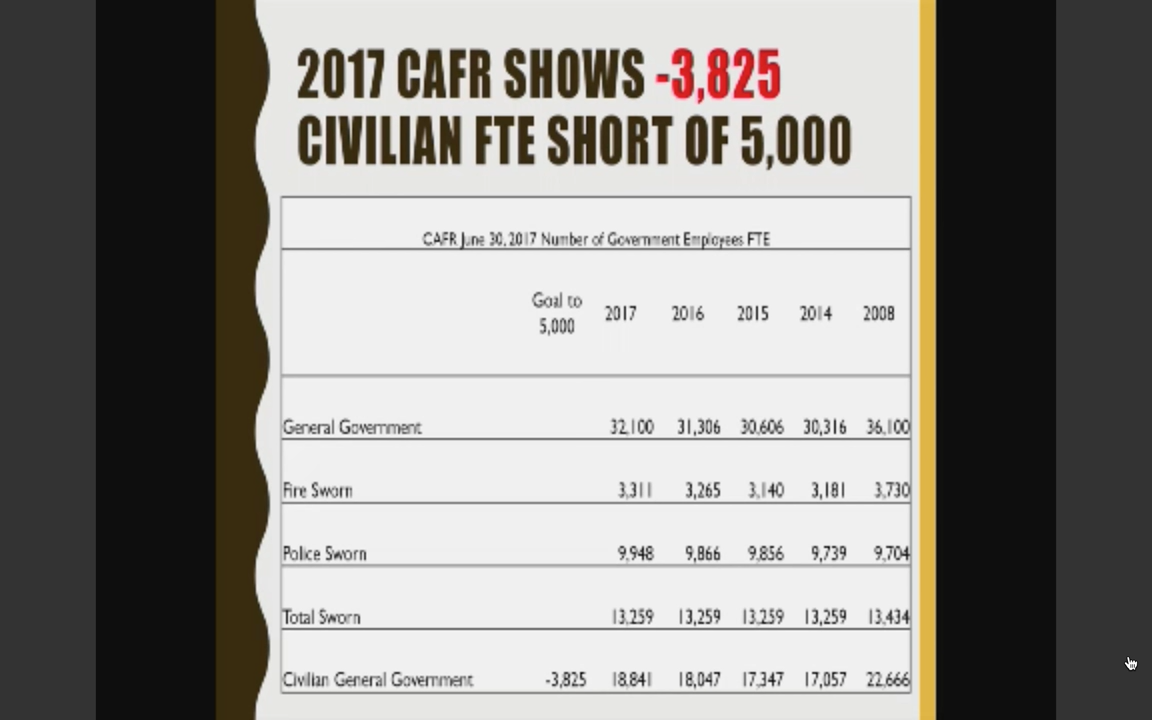 2017 CAFR SHOWS -3,825
CIVILIAN FTE SHORT OF 5,000
CAFR June 30, 2017 Number of Government Employees FTE
Goal to 5,000 2017 2016 2015 2014 2008
General Government 32,100 31,306 30,606 30,316 36,100
Fire Sworn 3,311 3,265 3,140 3,181 3,730
Police Sworn 9,948 9,866 9,856 9,739 9,704
Total Sworn 13,259 13,259 13,259 13,259 13,434
Civilian General Government -3,825 18,841 18,047 17,347 17,057 22,666